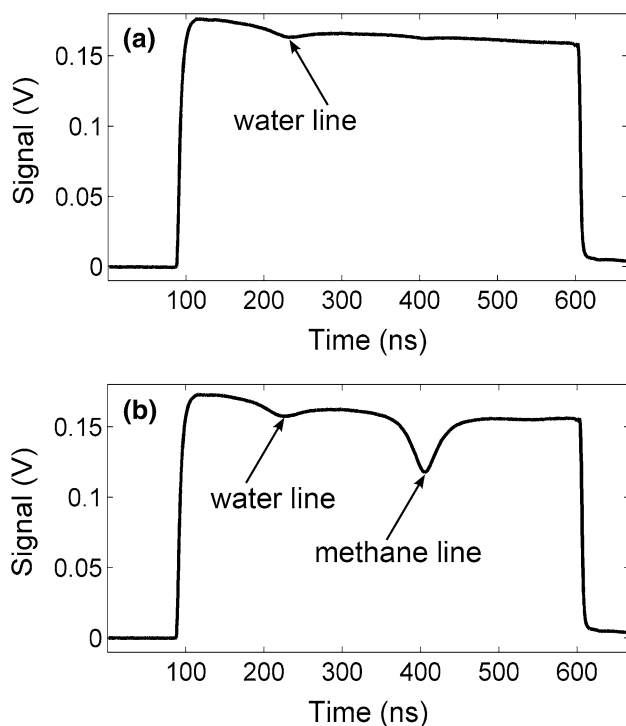 (a)
0.15
0.1
0.05
0
Signal (V)
water line
100 200 300 400 500 600
Time (ns)
(b)
0.15
0.1
0.05
0
Signal (V)
water line
methane line
100 200 300 400 500 600
Time (ns)